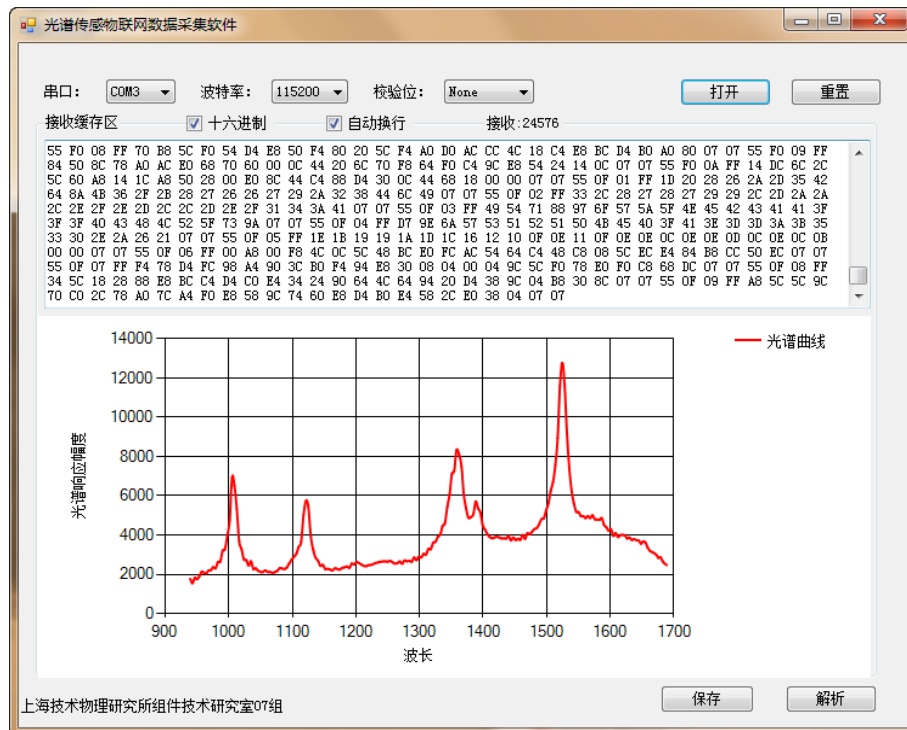 光谱传感物联网数据采集软件
串口： COM3 波特率： 115200 校验位： None 打开 重置
接收缓存区 十六进制 自动换行 接收:24576
55 F0 08 FF 70 B8 5C F0 54 D4 E8 50 F4 80 20 5C F4 A0 D0 AC CC 4C 18 C4 E8 BC D4 B0 A0 80 07 07 55 F0 09 FF
84 50 8C 78 A0 AC E0 68 70 60 00 0C 44 20 6C 70 F8 64 F0 C4 9C E8 54 24 14 0C 07 07 55 F0 0A FF 14 DC 6C 2C
5C 60 A8 14 1C A8 50 28 00 E0 8C 44 C4 88 D4 30 0C 44 68 18 00 00 07 07 55 0F 01 FF 1D 20 28 26 2A 2D 35 42
64 8A 4B 36 2F 2B 28 27 26 26 27 29 2A 32 38 44 6C 49 07 07 55 0F 02 FF 33 2C 28 27 28 27 29 29 2C 2D 2A 2A
2C 2E 2F 2E 2D 2C 2C 2D 2E 2F 31 34 3A 41 07 07 55 0F 03 FF 49 54 71 88 97 6F 57 5A 5F 4E 45 42 43 41 41 3F
3F 3F 40 43 48 4C 52 5F 73 9A 07 07 55 0F 04 FF D7 9E 6A 57 53 51 52 51 50 4B 45 40 3F 41 3E 3D 3D 3A 3B 35
33 30 2E 2A 26 21 07 07 55 0F 05 FF 1E 1B 19 19 1A 1D 1C 16 12 10 0F 0E 11 0F 0E 0E 0C 0E 0E 0D 0C 0E 0C 0B
00 00 07 07 55 0F 06 FF 00 A8 00 F8 4C 0C 5C 48 BC E0 FC AC 54 64 C4 48 C8 08 5C EC E4 84 B8 CC 50 EC 07 07
55 0F 07 FF F4 78 D4 FC 98 A4 90 3C B0 F4 94 E8 30 08 04 00 04 9C 5C F0 78 E0 F0 C8 68 DC 07 07 55 0F 08 FF
34 5C 18 28 88 E8 BC C4 D4 C0 E4 34 24 90 64 4C 64 94 20 D4 38 9C 04 B8 30 8C 07 07 55 0F 09 FF A8 5C 5C 9C
70 C0 2C 78 A0 7C A4 F0 E8 58 9C 74 60 E8 D4 B0 E4 58 2C E0 38 04 07 07
光谱曲线
光谱响应幅度
14000
12000
10000
8000
6000
4000
2000
0
900 1000 1100 1200 1300 1400 1500 1600 1700
波长
上海技术物理研究所组件技术研究室07组 保存 解析